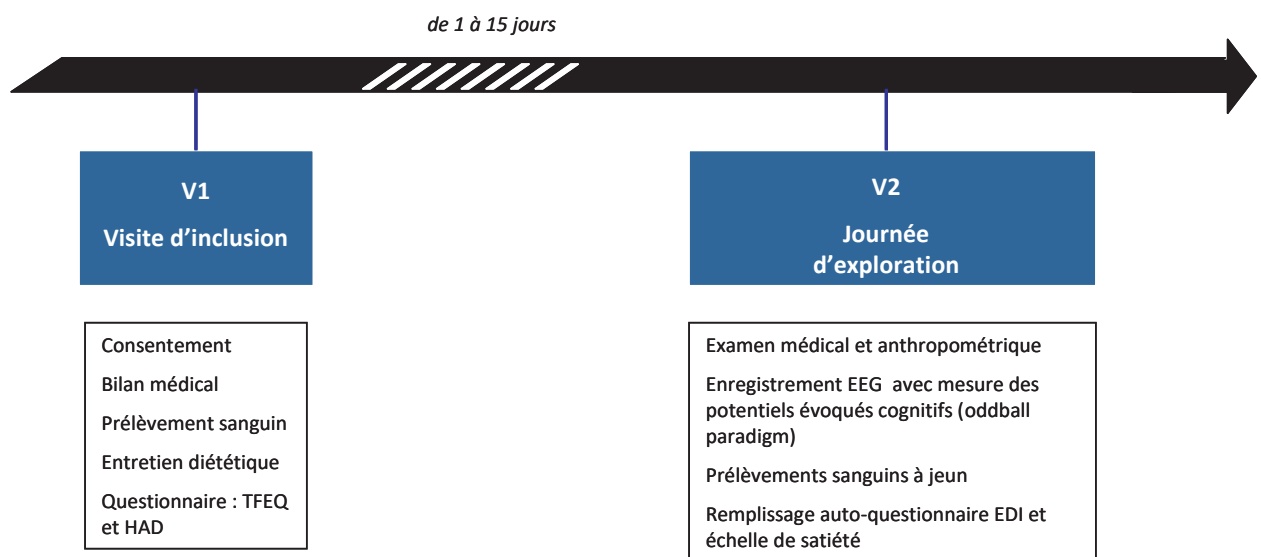 de 1 à 15 jours
V1
Visite d’inclusion
V2
Journée
d’exploration
Consentement
Bilan médical
Prélèvement sanguin
Entretien diététique
Questionnaire : TFEQ
et HAD
Examen médical et anthropométrique
Enregistrement EEG avec mesure des
potentiels évoqués cognitifs (oddball
paradigm)
Prélèvements sanguins à jeun
Remplissage auto-questionnaire EDI et
échelle de satiété